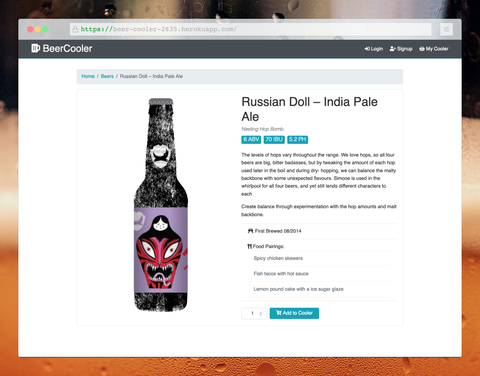 https://beer-cooler-2635.herokuapp.com/
BeerCooler
Login
Signup
My Cooler
Home / Beers / Russian Doll – India Pale Ale
Russian Doll – India Pale
Ale
Nesting Hop Bomb.
6 ABV 70 IBU 5.2 PH
The levels of hops vary throughout the range. We love hops, so all four
beers are big, bitter badasses, but by tweaking the amount of each hop
used later in the boil and during dry- hopping, we can balance the malty
backbone with some unexpected flavours. Simcoe is used in the
whirlpool for all four beers, and yet still lends different characters to
each
Create balance through experimentation with the hop amounts and malt
backbone.
First Brewed 08/2014
Food Pairings:
Spicy chicken skewers
Fish tacos with hot sauce
Lemon pound cake with a ice sugar glaze
1
Add to Cooler